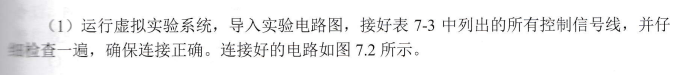 （1）运行虚拟实验系统，导入实验电路图，接好表 7-3 中列出的所有控制信号线，并仔
细检查一遍，确保连接正确。连接好的电路如图 7.2 所示。